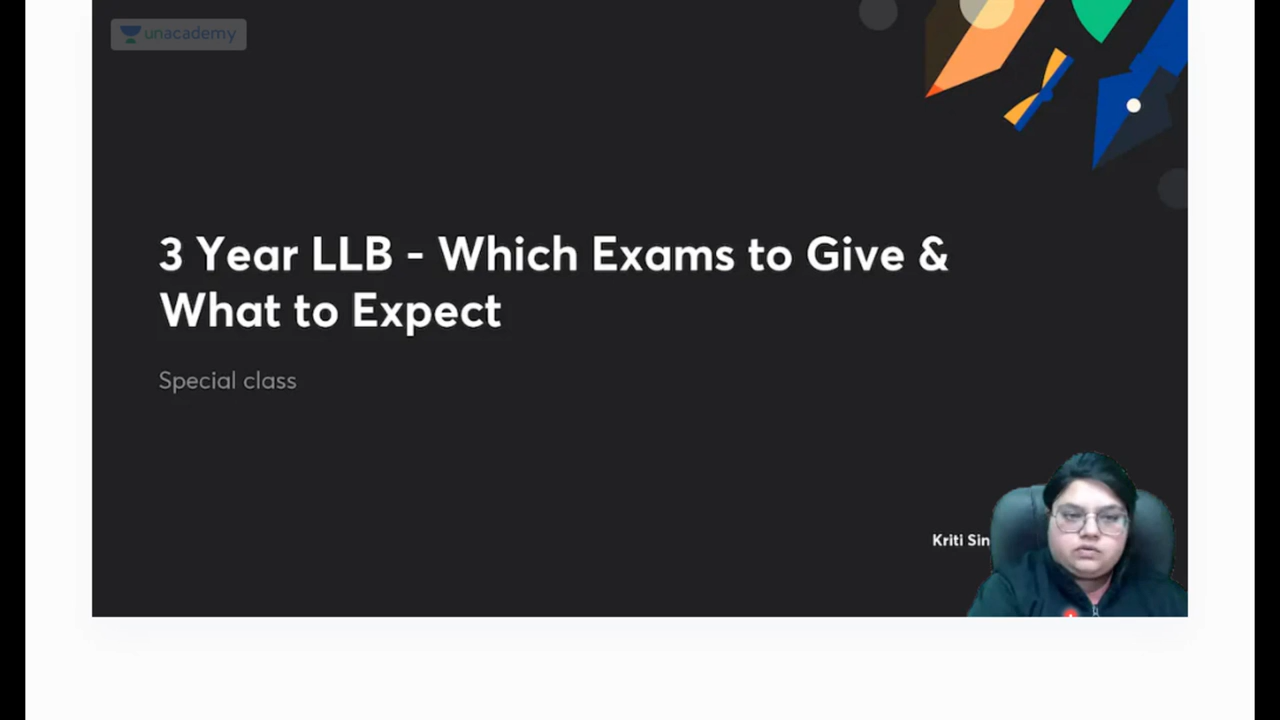 unacademy
3 Year LLB - Which Exams to Give &
What to Expect
Special class
Kriti Sin